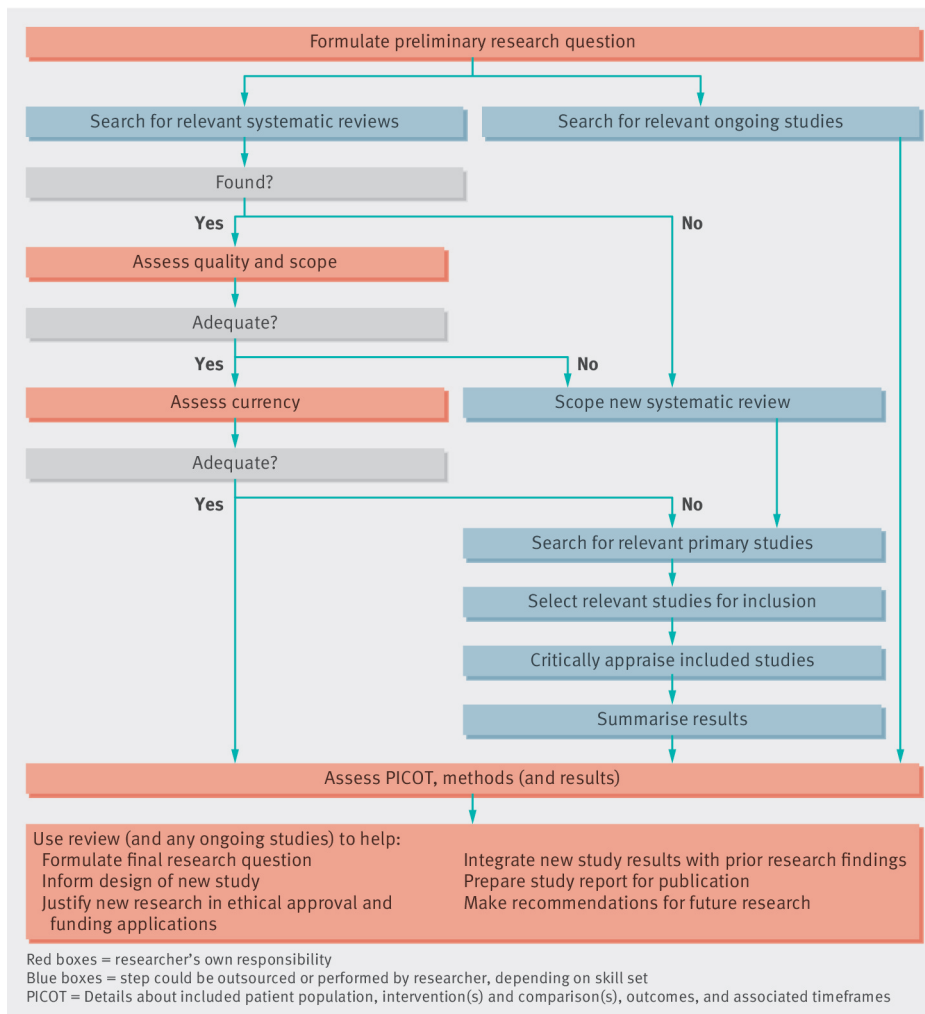 Formulate preliminary research question
Search for relevant systematic reviews
Search for relevant ongoing studies
Found?
Yes
No
Assess quality and scope
Adequate?
Yes
No
Assess currency
Scope new systematic review
Adequate?
Yes
No
Search for relevant primary studies
Select relevant studies for inclusion
Critically appraise included studies
Summarise results
Assess PICOT, methods (and results)
Use review (and any ongoing studies) to help:
Formulate final research question
Inform design of new study
Justify new research in ethical approval and
funding applications
Integrate new study results with prior research findings
Prepare study report for publication
Make recommendations for future research
Red boxes = researcher's own responsibility
Blue boxes = step could be outsourced or performed by researcher, depending on skill set
PICOT = Details about included patient population, intervention(s) and comparison(s), outcomes, and associated timeframes